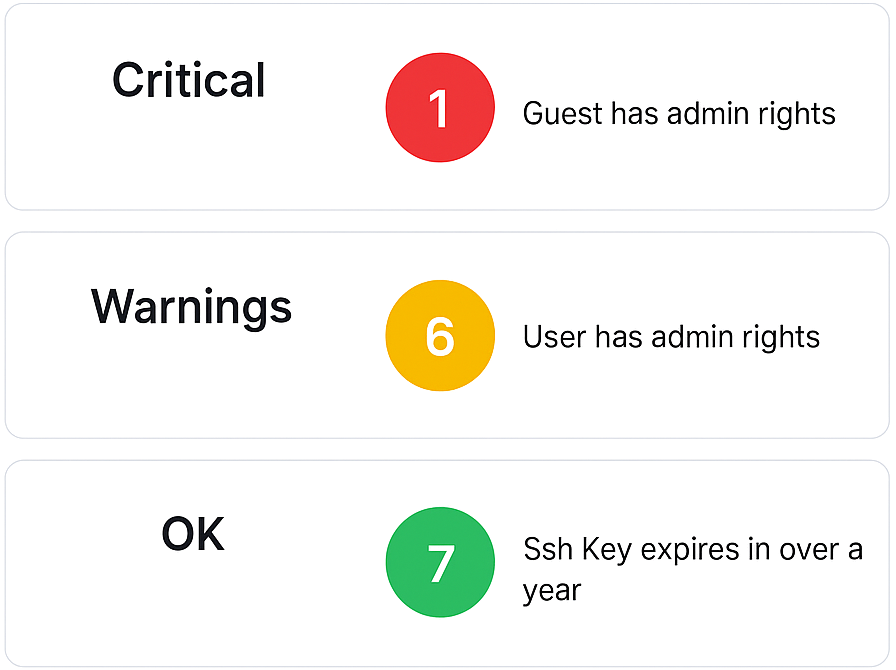 Critical
1
Guest has admin rights
Warnings
6
User has admin rights
OK
7
Ssh Key expires in over a
year